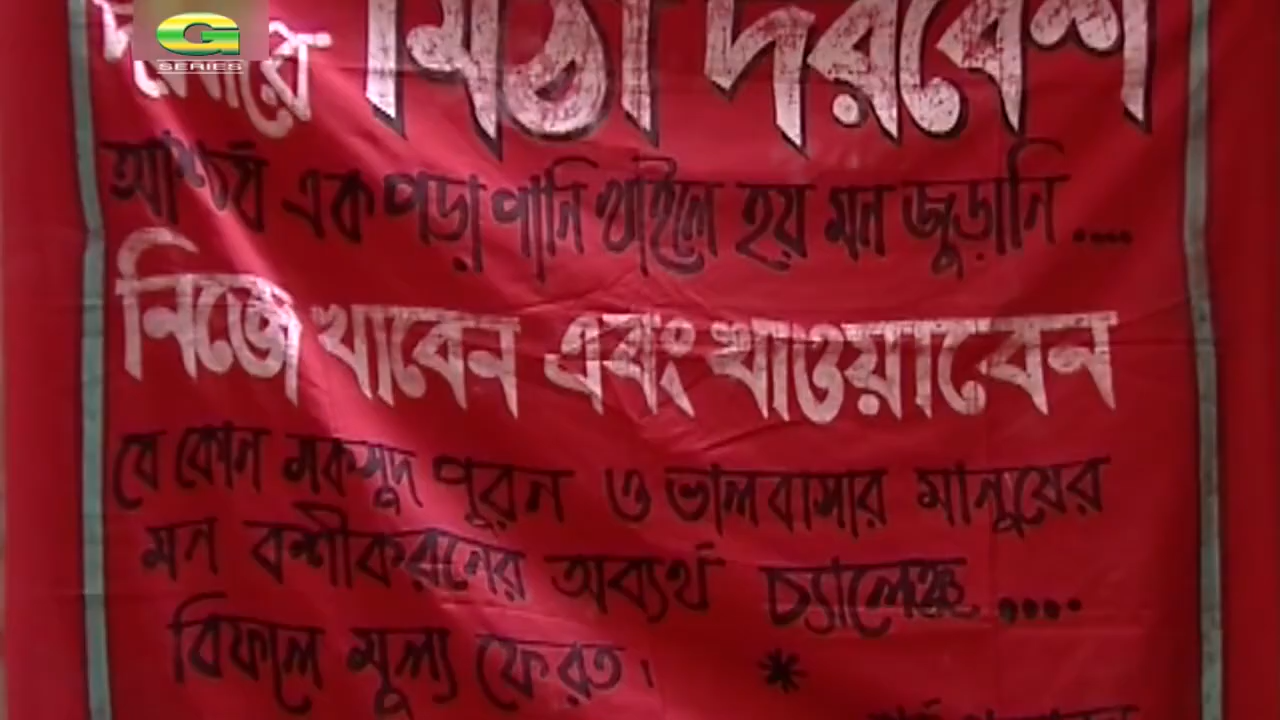 G
SERIES
মিঠা দরবেশ
আশ্চর্য এক পড়া পানি খাইলে হয় মন জুড়ানি ....
নিজে খাবেন এবং খাওয়াবেন
যে কোন মকসুদ পুরন ও ভালবাসার মানুষের
মন বশীকরনের অব্যর্থ চ্যালেঞ্জ ....
বিফলে মূল্য ফেরত। *